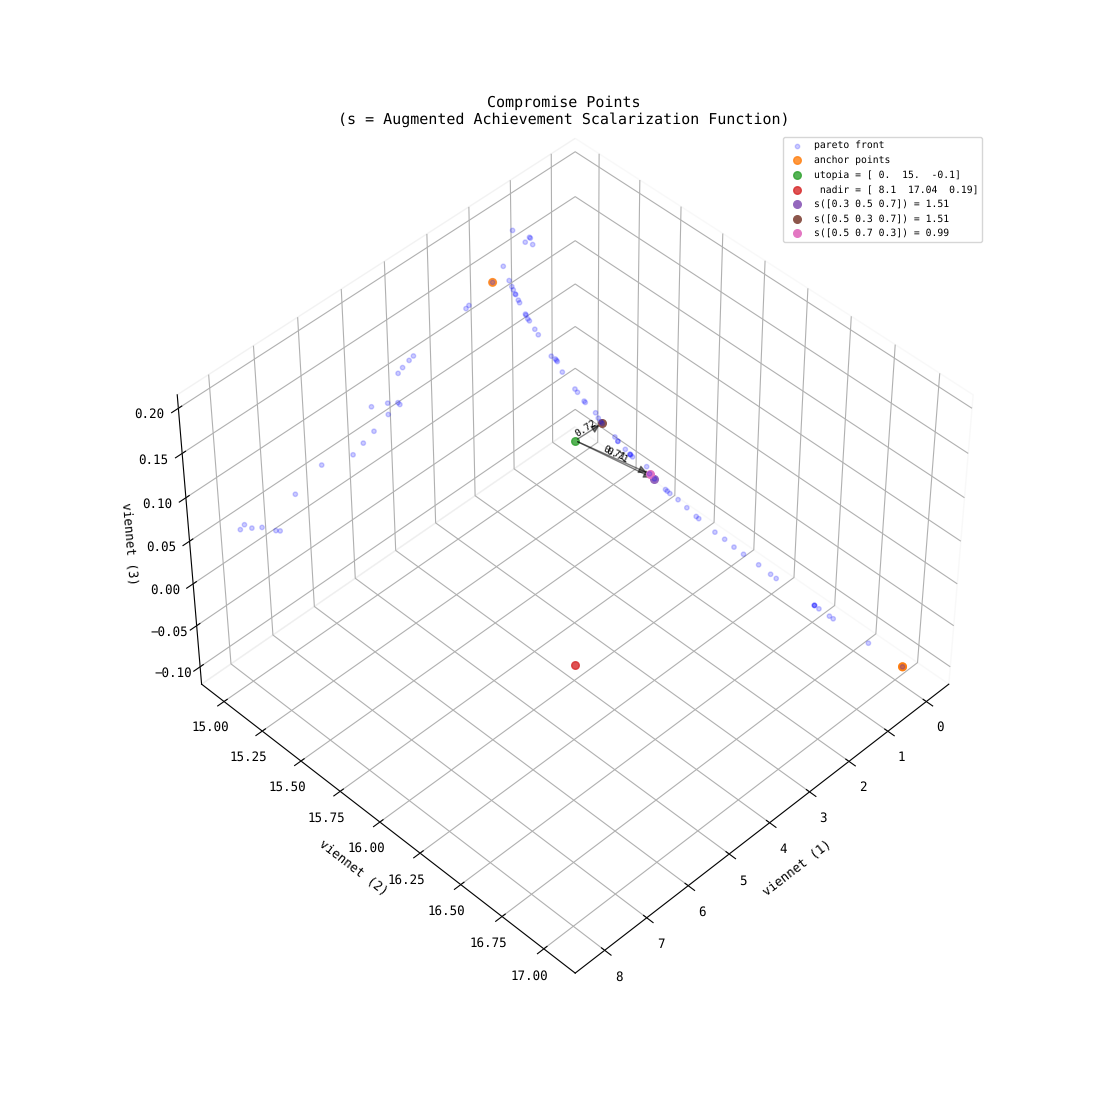 Compromise Points
(s = Augmented Achievement Scalarization Function)
pareto front
anchor points
utopia = [ 0. 15. -0.1]
nadir = [ 8.1 17.04 0.19]
s([0.3 0.5 0.7]) = 1.51
s([0.5 0.3 0.7]) = 1.51
s([0.5 0.7 0.3]) = 0.99
0.20
0.15
0.10
0.05
0.00
−0.05
−0.10
viennet (3)
0.72
15.00
15.25
15.50
15.75
16.00
16.25
16.50
16.75
17.00
viennet (2)
0
1
2
3
4
5
6
7
8
viennet (1)